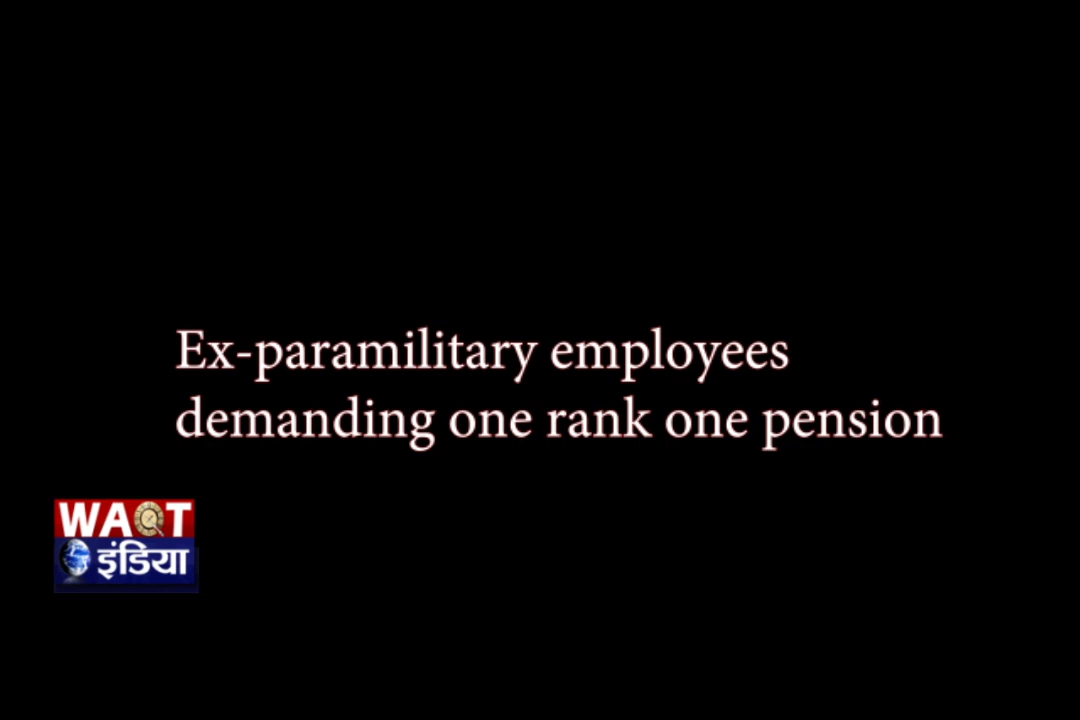 Ex-paramilitary employees
demanding one rank one pension
WAQT
इंडिया